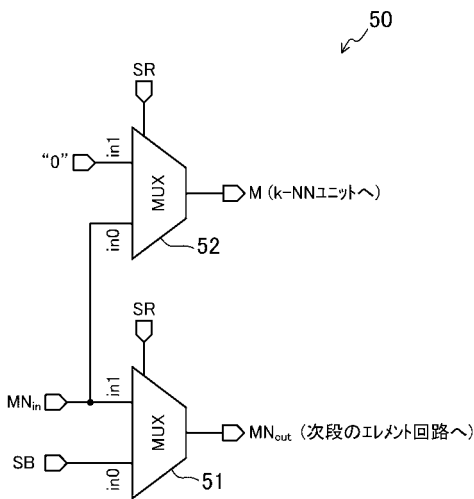 50
SR
"0"
in1
MUX
M (k-NNユニットへ)
in0
52
SR
MNin
in1
MUX
MNout (次段のエレメント回路へ)
SB
in0
51